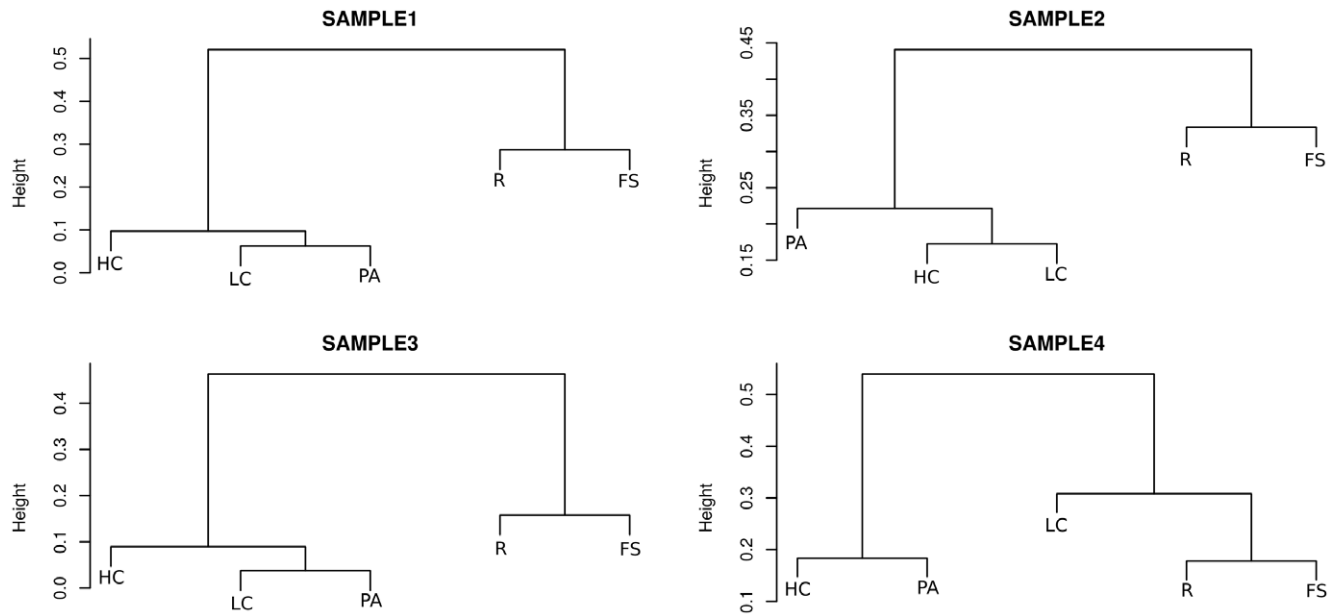 SAMPLE1
Height
0.0
0.1
0.2
0.3
0.4
0.5
HC
LC
PA
R
FS
SAMPLE2
Height
0.15
0.25
0.35
0.45
PA
HC
LC
R
FS
SAMPLE3
Height
0.0
0.1
0.2
0.3
0.4
HC
LC
PA
R
FS
SAMPLE4
Height
0.1
0.2
0.3
0.4
0.5
HC
PA
LC
R
FS